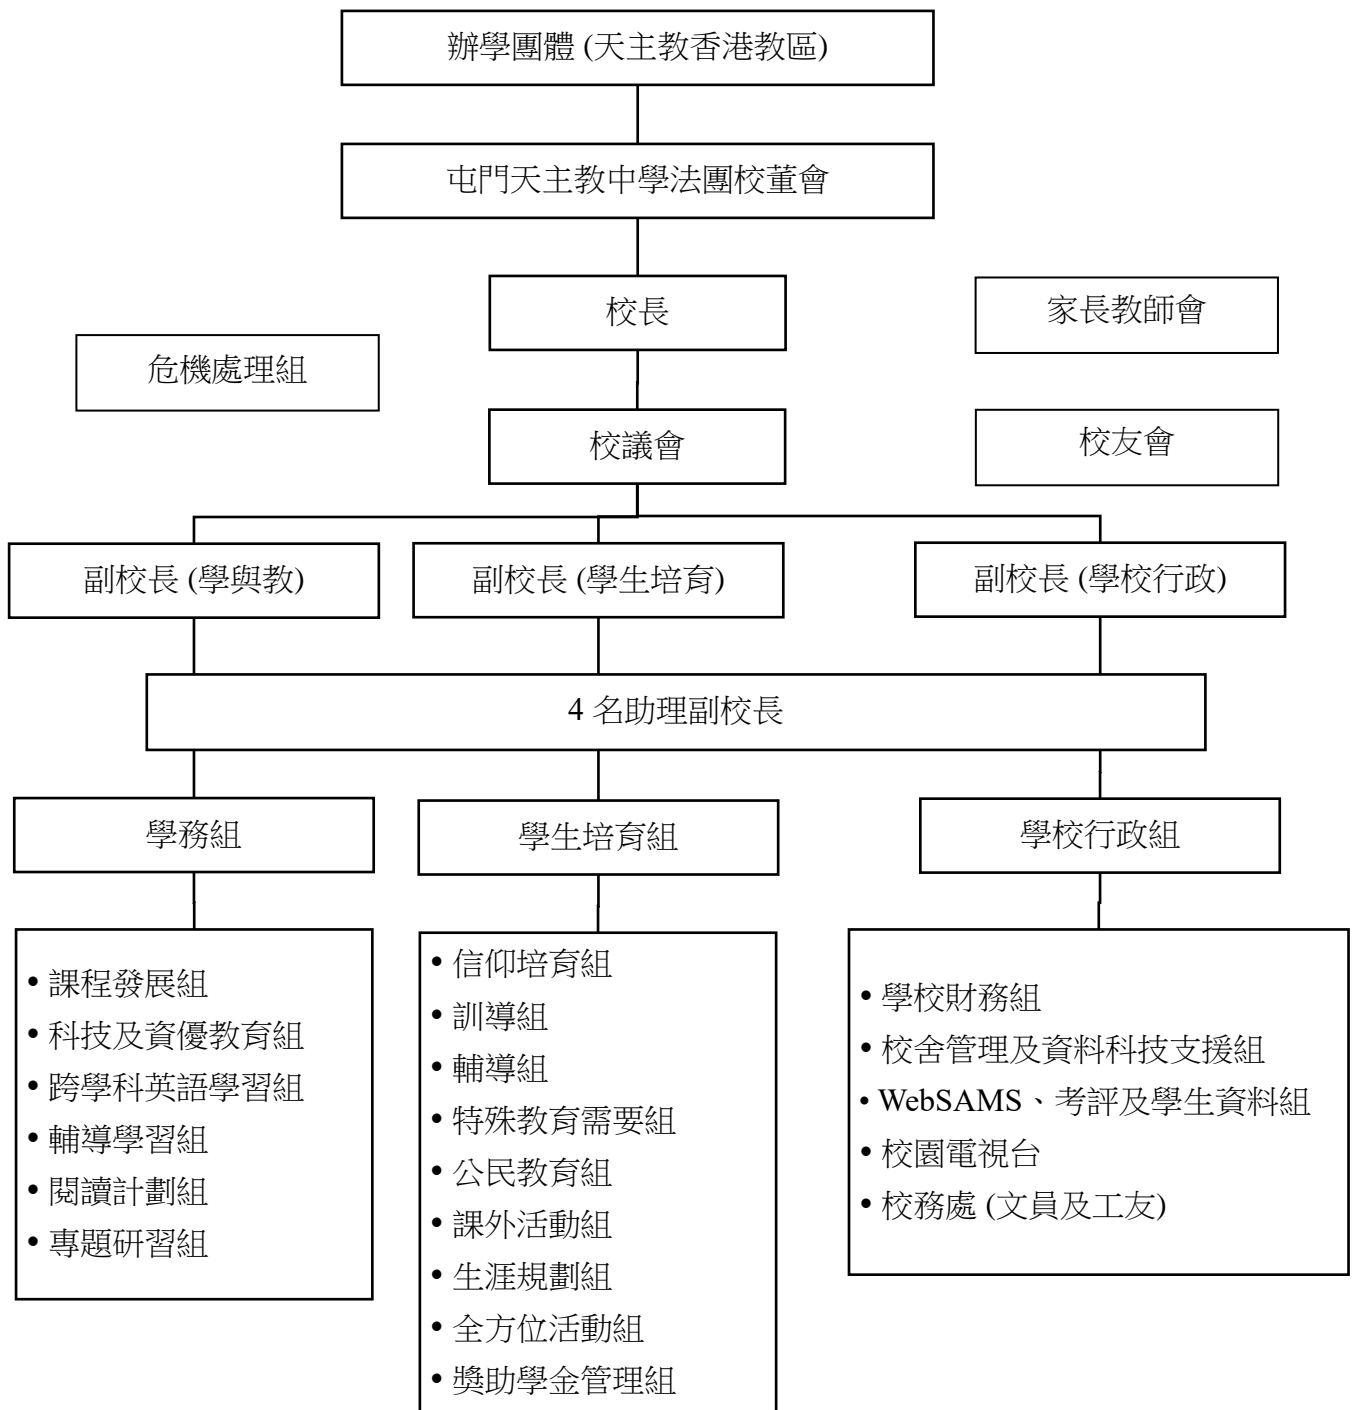 辦學團體 (天主教香港教區)
屯門天主教中學法團校董會
校長
家長教師會
危機處理組
校議會
校友會
副校長 (學與教)
副校長 (學生培育)
副校長 (學校行政)
4 名助理副校長
學務組
學生培育組
學校行政組
• 課程發展組
• 科技及資優教育組
• 跨學科英語學習組
• 輔導學習組
• 閱讀計劃組
• 專題研習組
• 信仰培育組
• 訓導組
• 輔導組
• 特殊教育需要組
• 公民教育組
• 課外活動組
• 生涯規劃組
• 全方位活動組
• 獎助學金管理組
• 學校財務組
• 校舍管理及資料科技支援組
• WebSAMS、考評及學生資料組
• 校園電視台
• 校務處 (文員及工友)